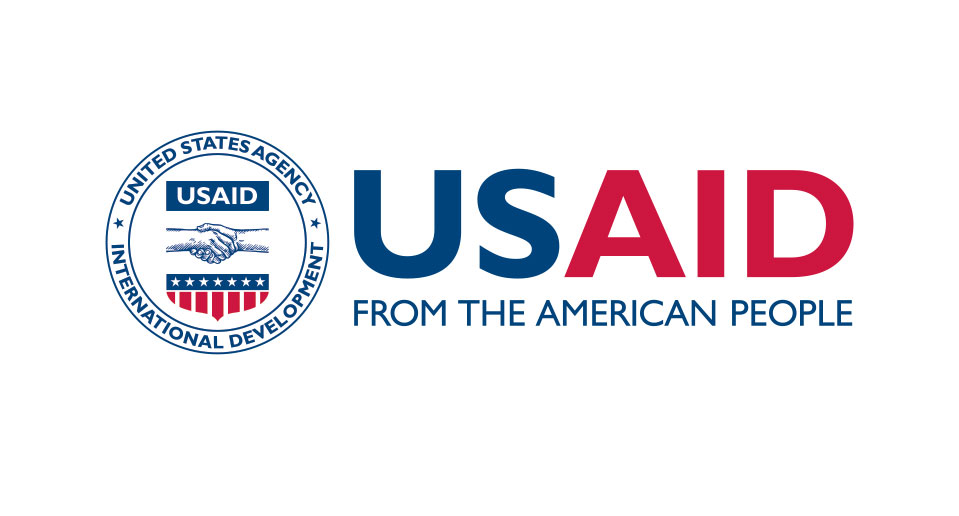 UNITED STATES AGENCY
USAID
INTERNATIONAL DEVELOPMENT
USAID
FROM THE AMERICAN PEOPLE